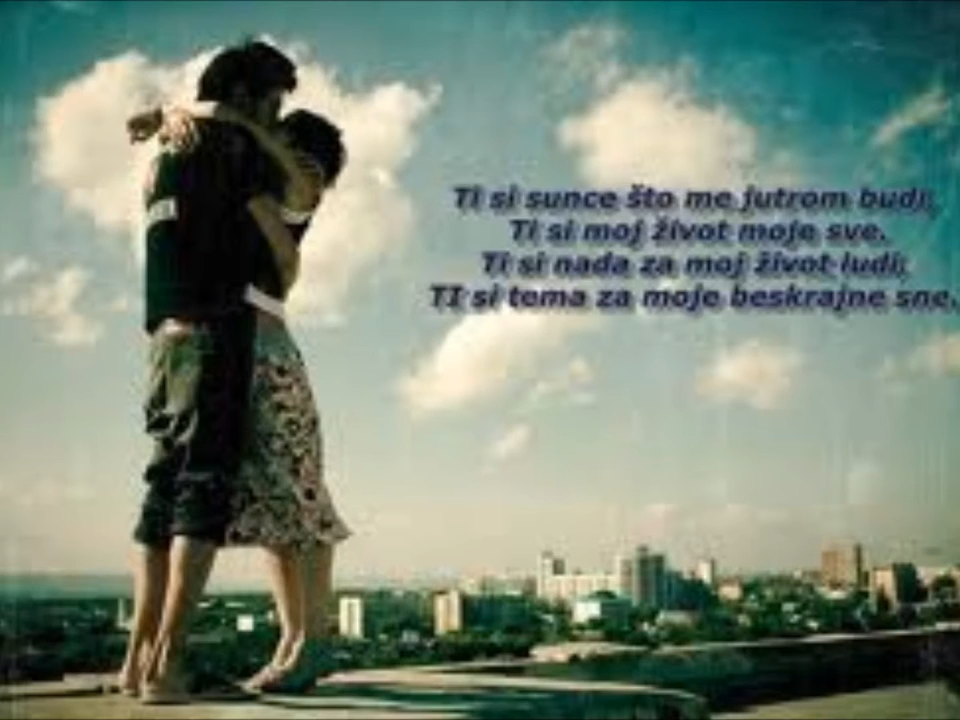 Ti si sunce što me jutrom budi;
Ti si moj život moje sve.
Ti si nada za moj život ludi;
TI si tema za moje beskrajne sne.